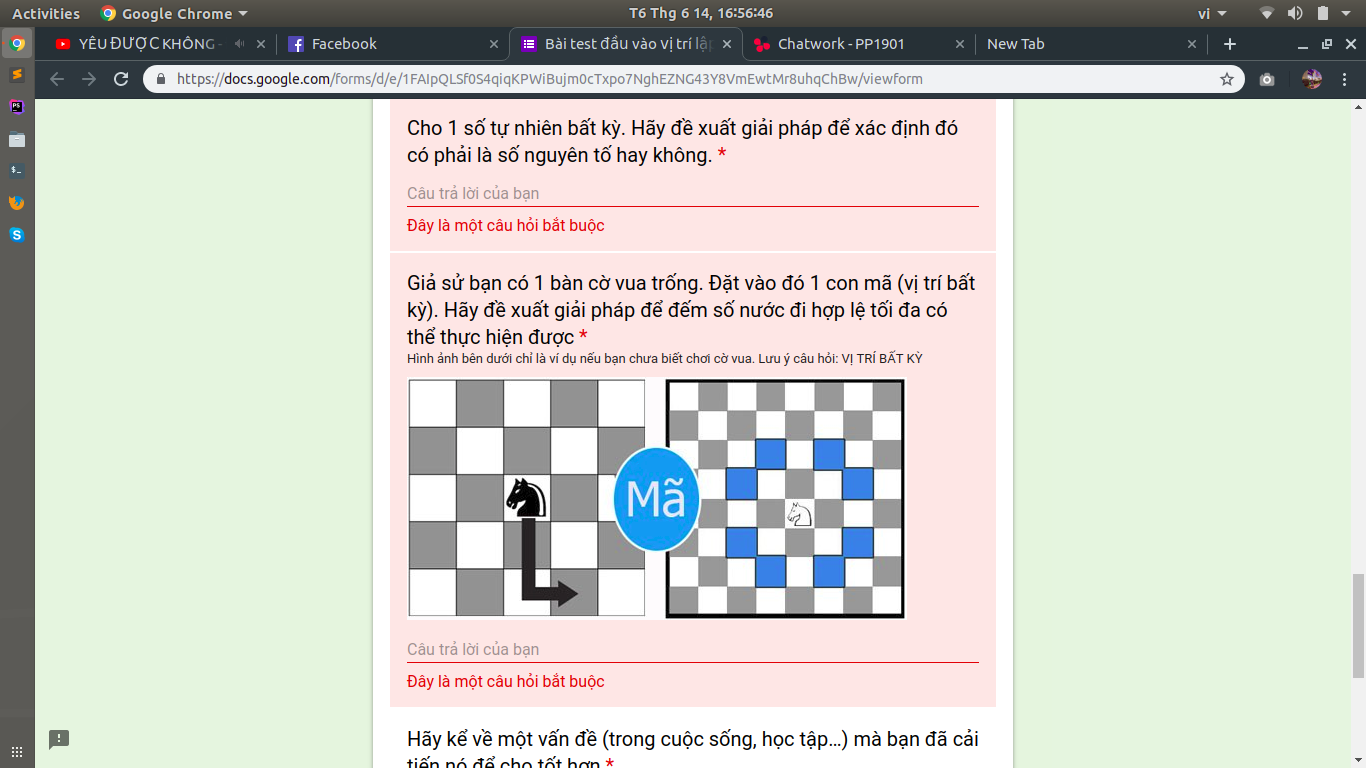 Activities
Google Chrome
T6 Thg 6 14, 16:56:46
vi
YÊU ĐƯỢC KHÔNG -
Facebook
Bài test đầu vào vị trí lập
Chatwork - PP1901
New Tab
https://docs.google.com/forms/d/e/1FAIpQLSf0S4qiqKPWiBujm0cTxpo7NghEZNG43Y8VmEwtMr8uhqChBw/viewform
Cho 1 số tự nhiên bất kỳ. Hãy đề xuất giải pháp để xác định đó
có phải là số nguyên tố hay không. *
Câu trả lời của bạn
Đây là một câu hỏi bắt buộc
Giả sử bạn có 1 bàn cờ vua trống. Đặt vào đó 1 con mã (vị trí bất
kỳ). Hãy đề xuất giải pháp để đếm số nước đi hợp lệ tối đa có
thể thực hiện được *
Hình ảnh bên dưới chỉ là ví dụ nếu bạn chưa biết chơi cờ vua. Lưu ý câu hỏi: VỊ TRÍ BẤT KỲ
Mã
Câu trả lời của bạn
Đây là một câu hỏi bắt buộc
Hãy kể về một vấn đề (trong cuộc sống, học tập...) mà bạn đã cải
tiến nó để cho tốt hơn *